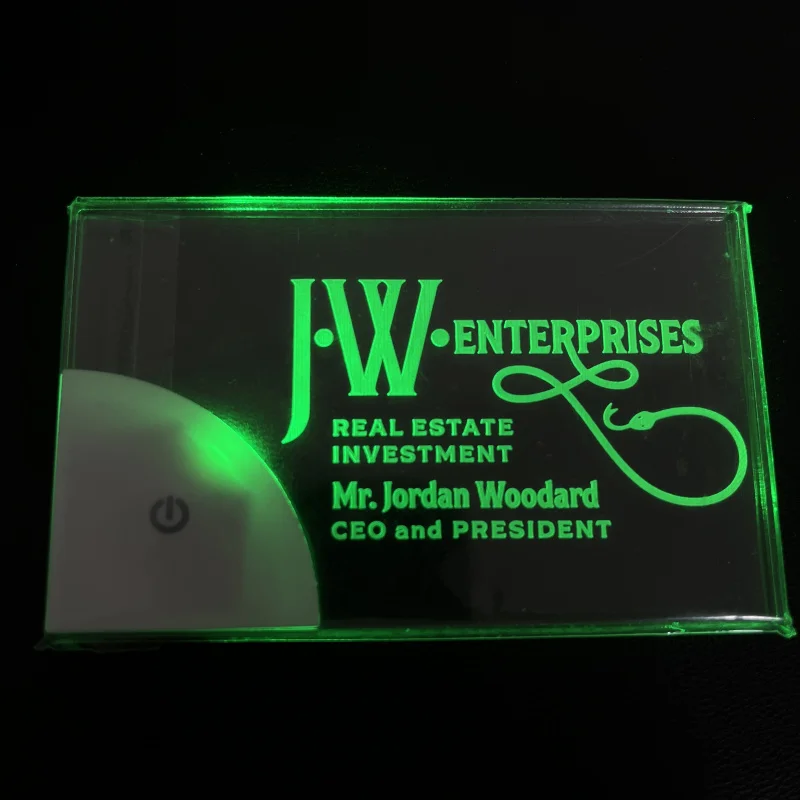 J·W·ENTERPRISES
REAL ESTATE
INVESTMENT
Mr. Jordan Woodard
CEO and PRESIDENT